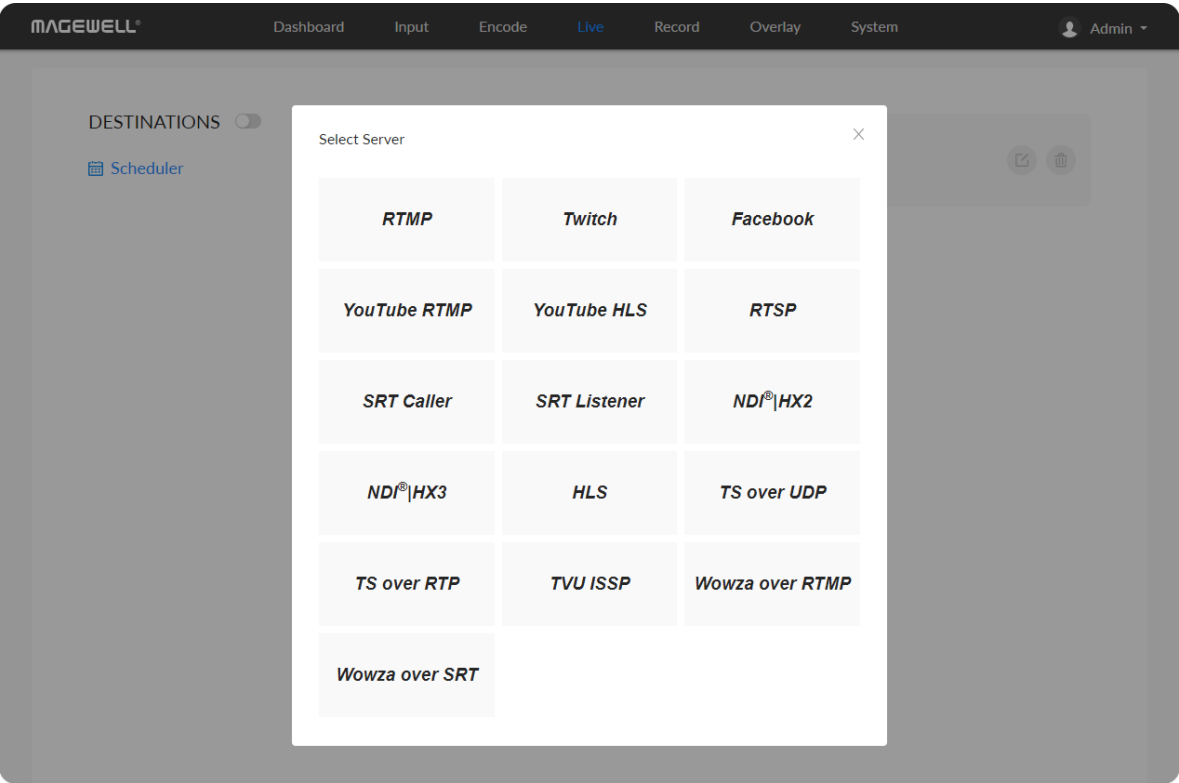 MAGEWELL®
Dashboard Input Encode Live Record Overlay System Admin
DESTINATIONS
Scheduler
Select Server
RTMP Twitch Facebook
YouTube RTMP YouTube HLS RTSP
SRT Caller SRT Listener NDI®|HX2
NDI®|HX3 HLS TS over UDP
TS over RTP TVU ISSP Wowza over RTMP
Wowza over SRT